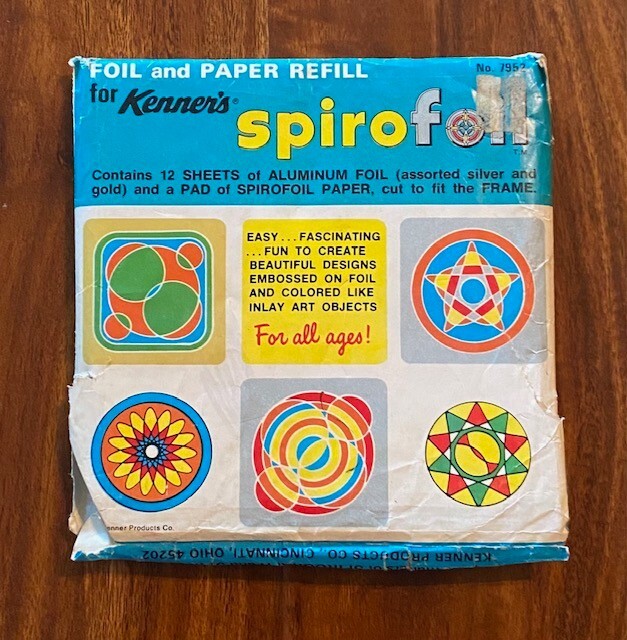 FOIL and PAPER REFILL
No. 795
for Kenner's®
spirofoil
T.M.
Contains 12 SHEETS of ALUMINUM FOIL (assorted silver and
gold) and a PAD of SPIROFOIL PAPER, cut to fit the FRAME.
EASY...FASCINATING
...FUN TO CREATE
BEAUTIFUL DESIGNS
EMBOSSED ON FOIL
AND COLORED LIKE
INLAY ART OBJECTS
For all ages!
enner Products Co.
KENNER PRODUCTS CO., CINCINNATI, OHIO 45202